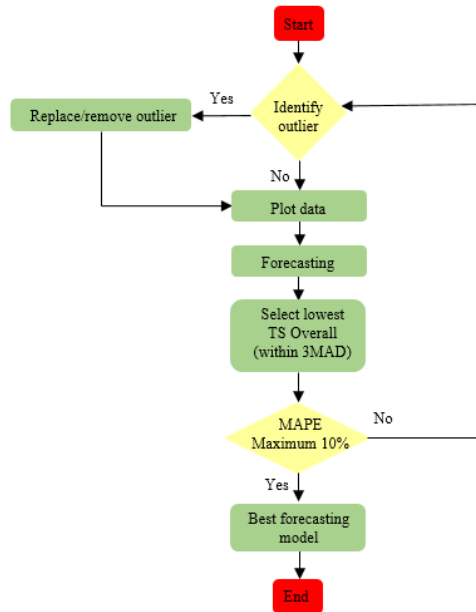 Start
Yes
Identify
outlier
Replace/remove outlier
No
Plot data
Forecasting
Select lowest
TS Overall
(within 3MAD)
MAPE
Maximum 10%
No
Yes
Best forecasting
model
End